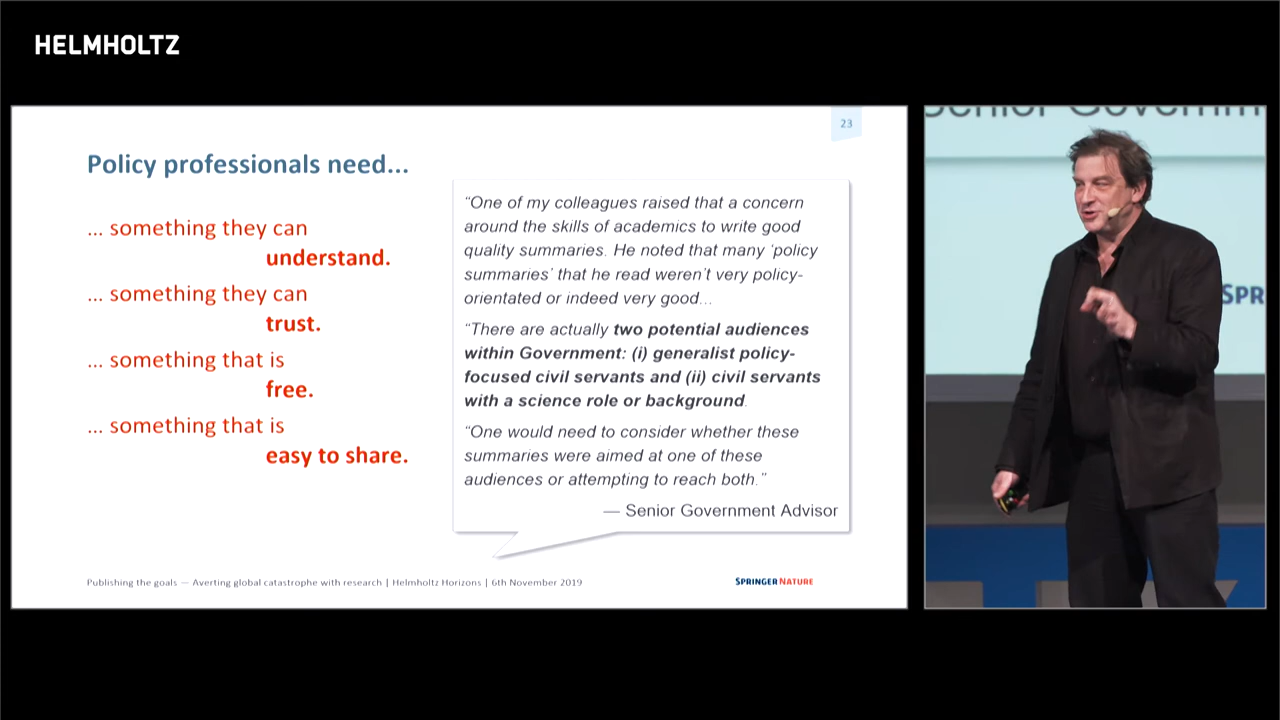 HELMHOLTZ
23
Policy professionals need...
... something they can
understand.
... something they can
trust.
... something that is
free.
... something that is
easy to share.
“One of my colleagues raised that a concern
around the skills of academics to write good
quality summaries. He noted that many ‘policy
summaries’ that he read weren’t very policy-
orientated or indeed very good...
“There are actually two potential audiences
within Government: (i) generalist policy-
focused civil servants and (ii) civil servants
with a science role or background.
“One would need to consider whether these
summaries were aimed at one of these
audiences or attempting to reach both.”
— Senior Government Advisor
Publishing the goals — Averting global catastrophe with research | Helmholtz Horizons | 6th November 2019
SPRINGER NATURE
Senior Governm
SPR